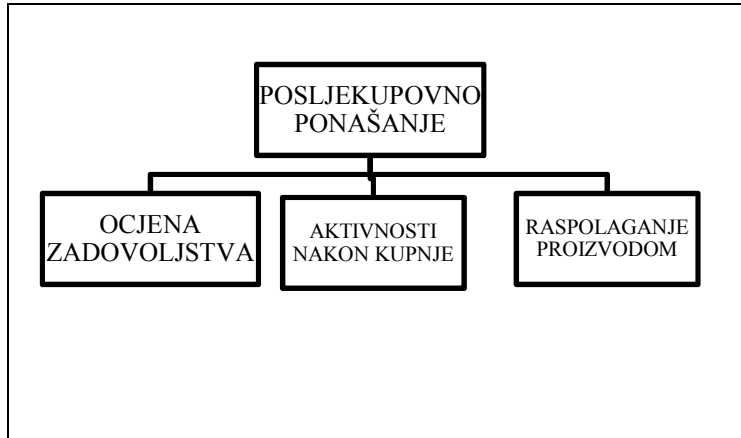 POSLJEKUPOVNO
PONAŠANJE
OCJENA
ZADOVOLJSTVA
AKTIVNOSTI
NAKON KUPNJE
RASPOLAGANJE
PROIZVODOM